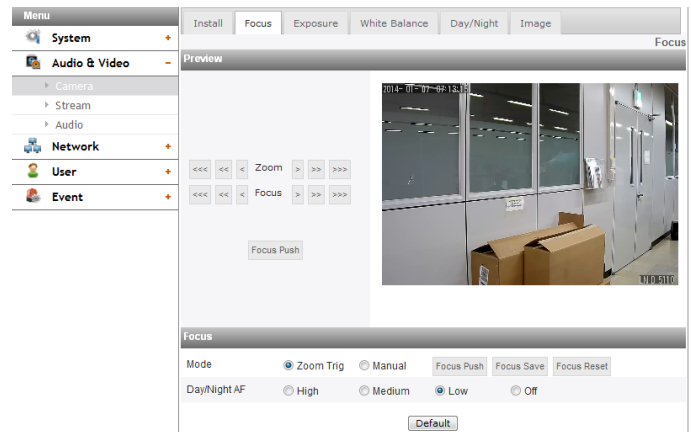 Menu
System +
Audio & Video -
Camera
Stream
Audio
Network +
User +
Event +
Install Focus Exposure White Balance Day/Night Image
Focus
Preview
<<< << < Zoom > >> >>>
<<< << < Focus > >> >>>
Focus Push
2014-01-07 07:13:15
LND5110
Focus
Mode Zoom Trig Manual Focus Push Focus Save Focus Reset
Day/Night AF High Medium Low Off
Default